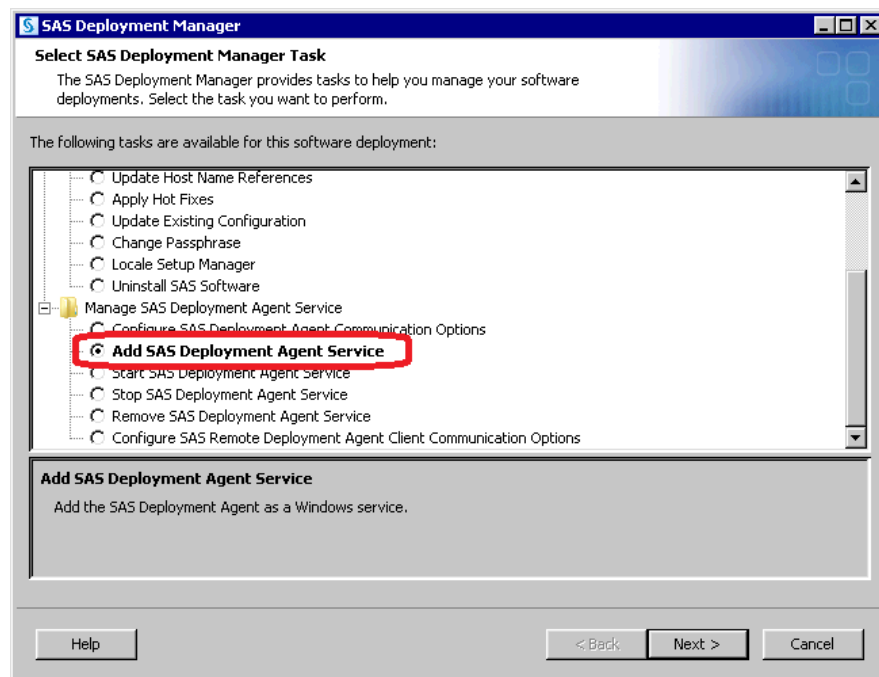 SAS Deployment Manager
Select SAS Deployment Manager Task
The SAS Deployment Manager provides tasks to help you manage your software
deployments. Select the task you want to perform.
The following tasks are available for this software deployment:
Update Host Name References
Apply Hot Fixes
Update Existing Configuration
Change Passphrase
Locale Setup Manager
Uninstall SAS Software
Manage SAS Deployment Agent Service
Configure SAS Deployment Agent Communication Options
Add SAS Deployment Agent Service
Start SAS Deployment Agent Service
Stop SAS Deployment Agent Service
Remove SAS Deployment Agent Service
Configure SAS Remote Deployment Agent Client Communication Options
Add SAS Deployment Agent Service
Add the SAS Deployment Agent as a Windows service.
Help
< Back
Next >
Cancel